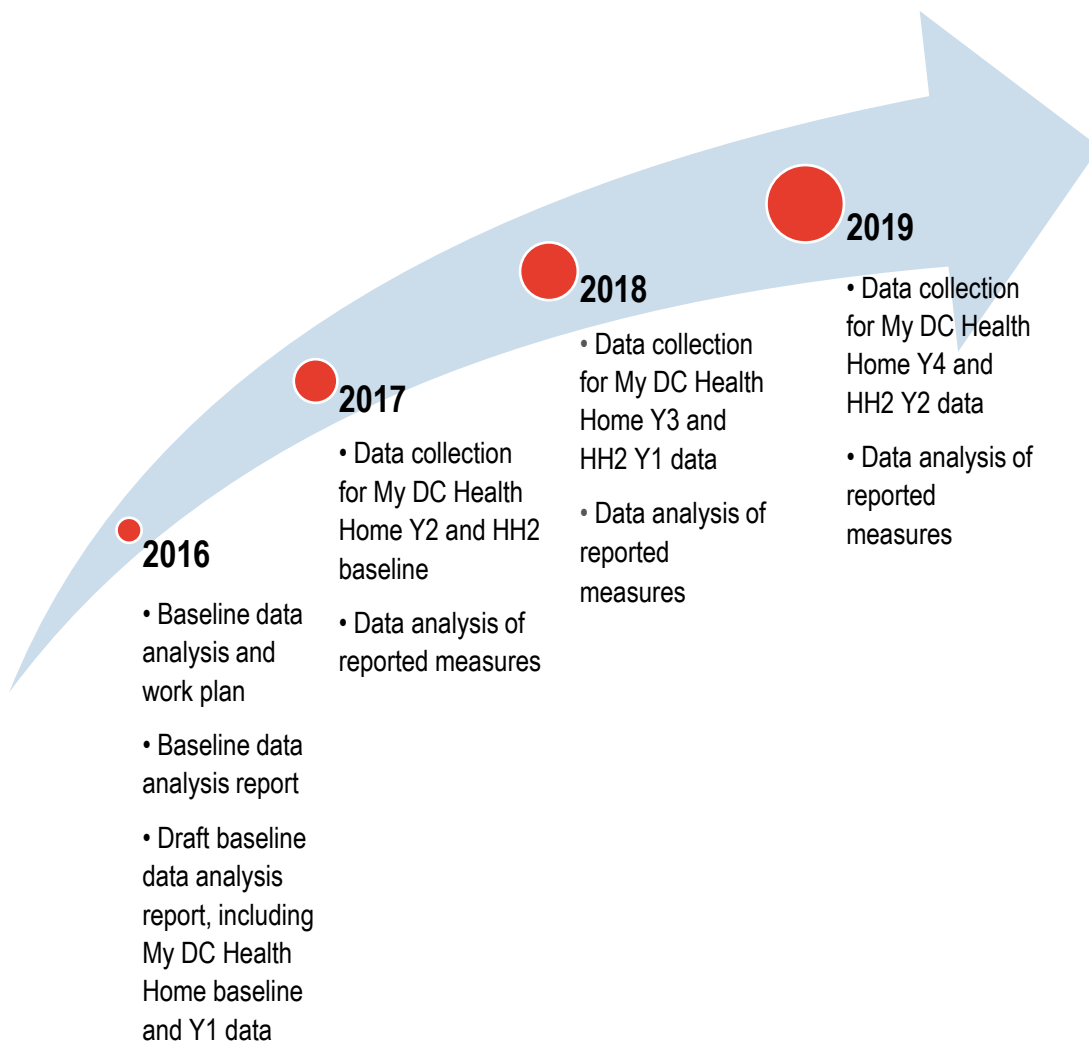 2016
• Baseline data
analysis and
work plan
• Baseline data
analysis report
• Draft baseline
data analysis
report, including
My DC Health
Home baseline
and Y1 data
2017
• Data collection
for My DC Health
Home Y2 and HH2
baseline
• Data analysis of
reported measures
2018
• Data collection
for My DC Health
Home Y3 and
HH2 Y1 data
• Data analysis of
reported
measures
2019
• Data collection
for My DC Health
Home Y4 and
HH2 Y2 data
• Data analysis of
reported
measures